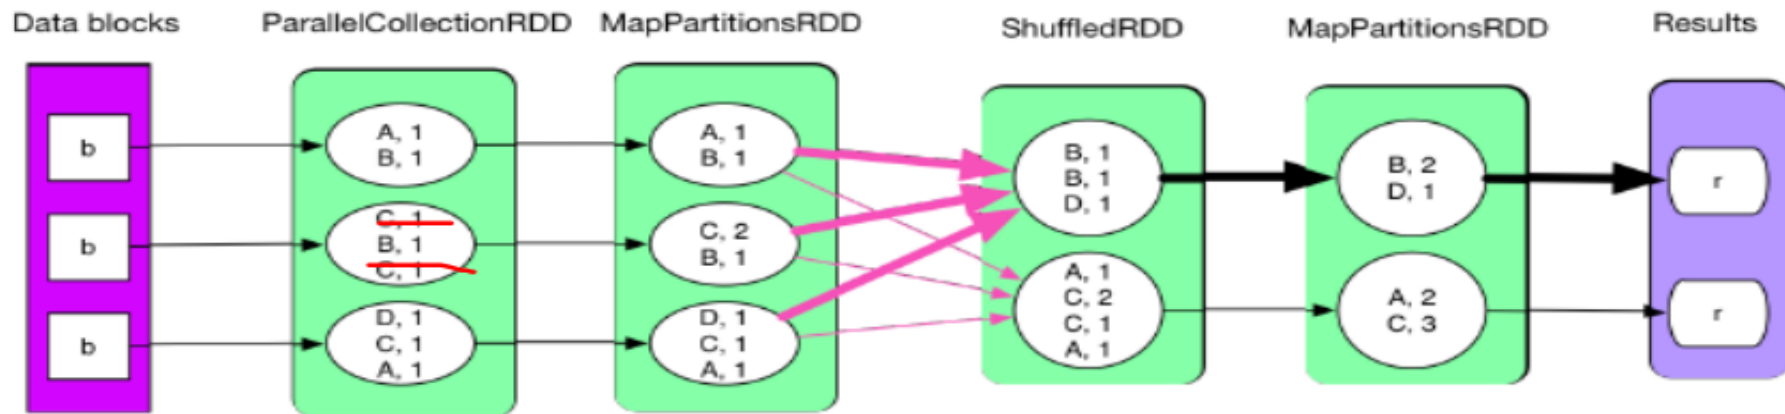 Data blocks
ParallelCollectionRDD
MapPartitionsRDD
ShuffledRDD
MapPartitionsRDD
Results
b
b
b
A, 1
B, 1
C, 1
B, 1
C, 1
D, 1
C, 1
A, 1
A, 1
B, 1
C, 2
B, 1
D, 1
C, 1
A, 1
B, 1
B, 1
D, 1
A, 1
C, 2
C, 1
A, 1
B, 2
D, 1
A, 2
C, 3
r
r